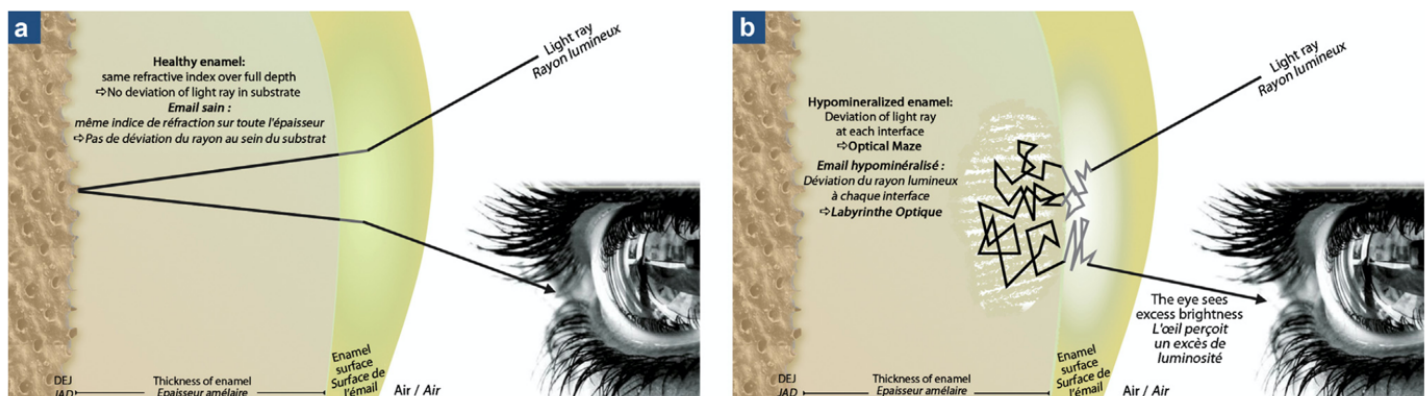 a
Healthy enamel:
same refractive index over full depth
⇨No deviation of light ray in substrate
Email sain :
même indice de réfraction sur toute l'épaisseur
⇨Pas de déviation du rayon au sein du substrat
Light ray
Rayon lumineux
DEJ
JAD
Thickness of enamel
Epaisseur amélaire
Enamel
surface
Surface de
l'émail
Air / Air
b
Hypomineralized enamel:
Deviation of light ray
at each interface
⇨Optical Maze
Email hypominéralisé :
Déviation du rayon lumineux
à chaque interface
⇨Labyrinthe Optique
Light ray
Rayon lumineux
The eye sees
excess brightness
L'œil perçoit
un excès de
luminosité
DEJ
JAD
Thickness of enamel
Epaisseur amélaire
Enamel
surface
Surface de
l'émail
Air / Air